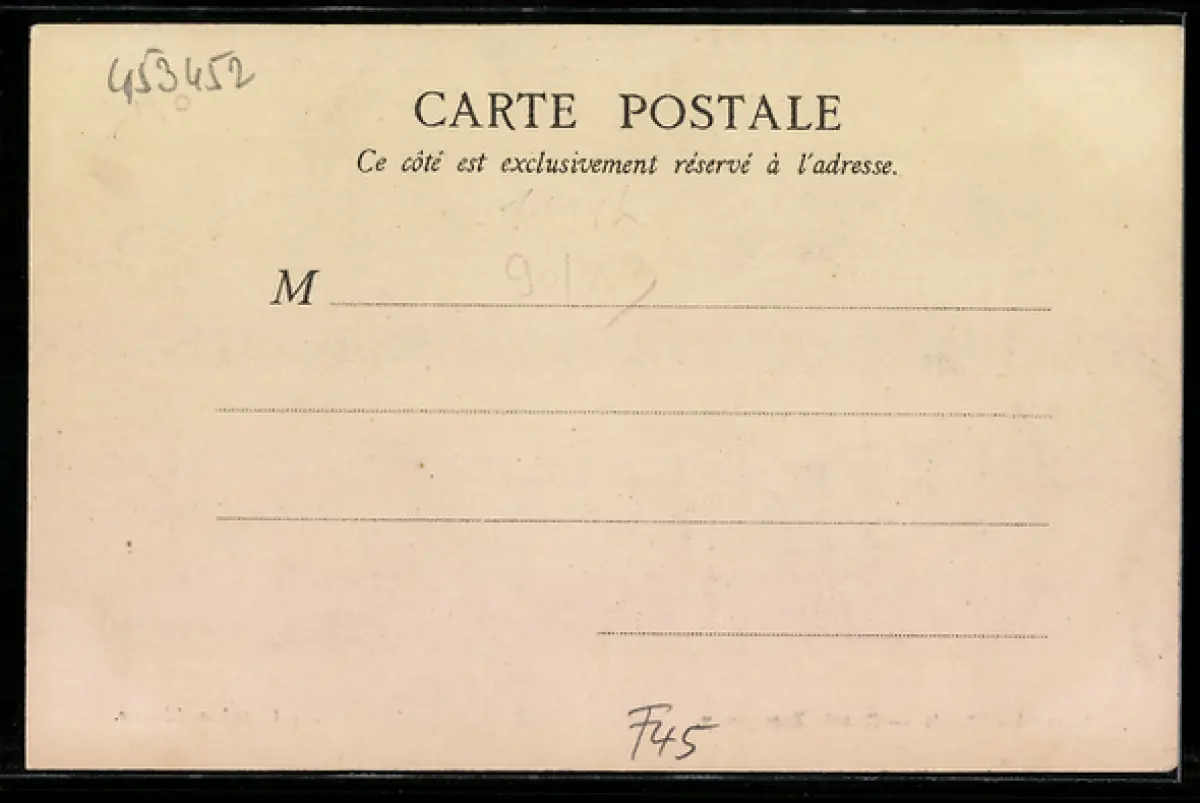 453452
CARTE POSTALE
Ce côté est exclusivement réservé à l'adresse.
M
F45